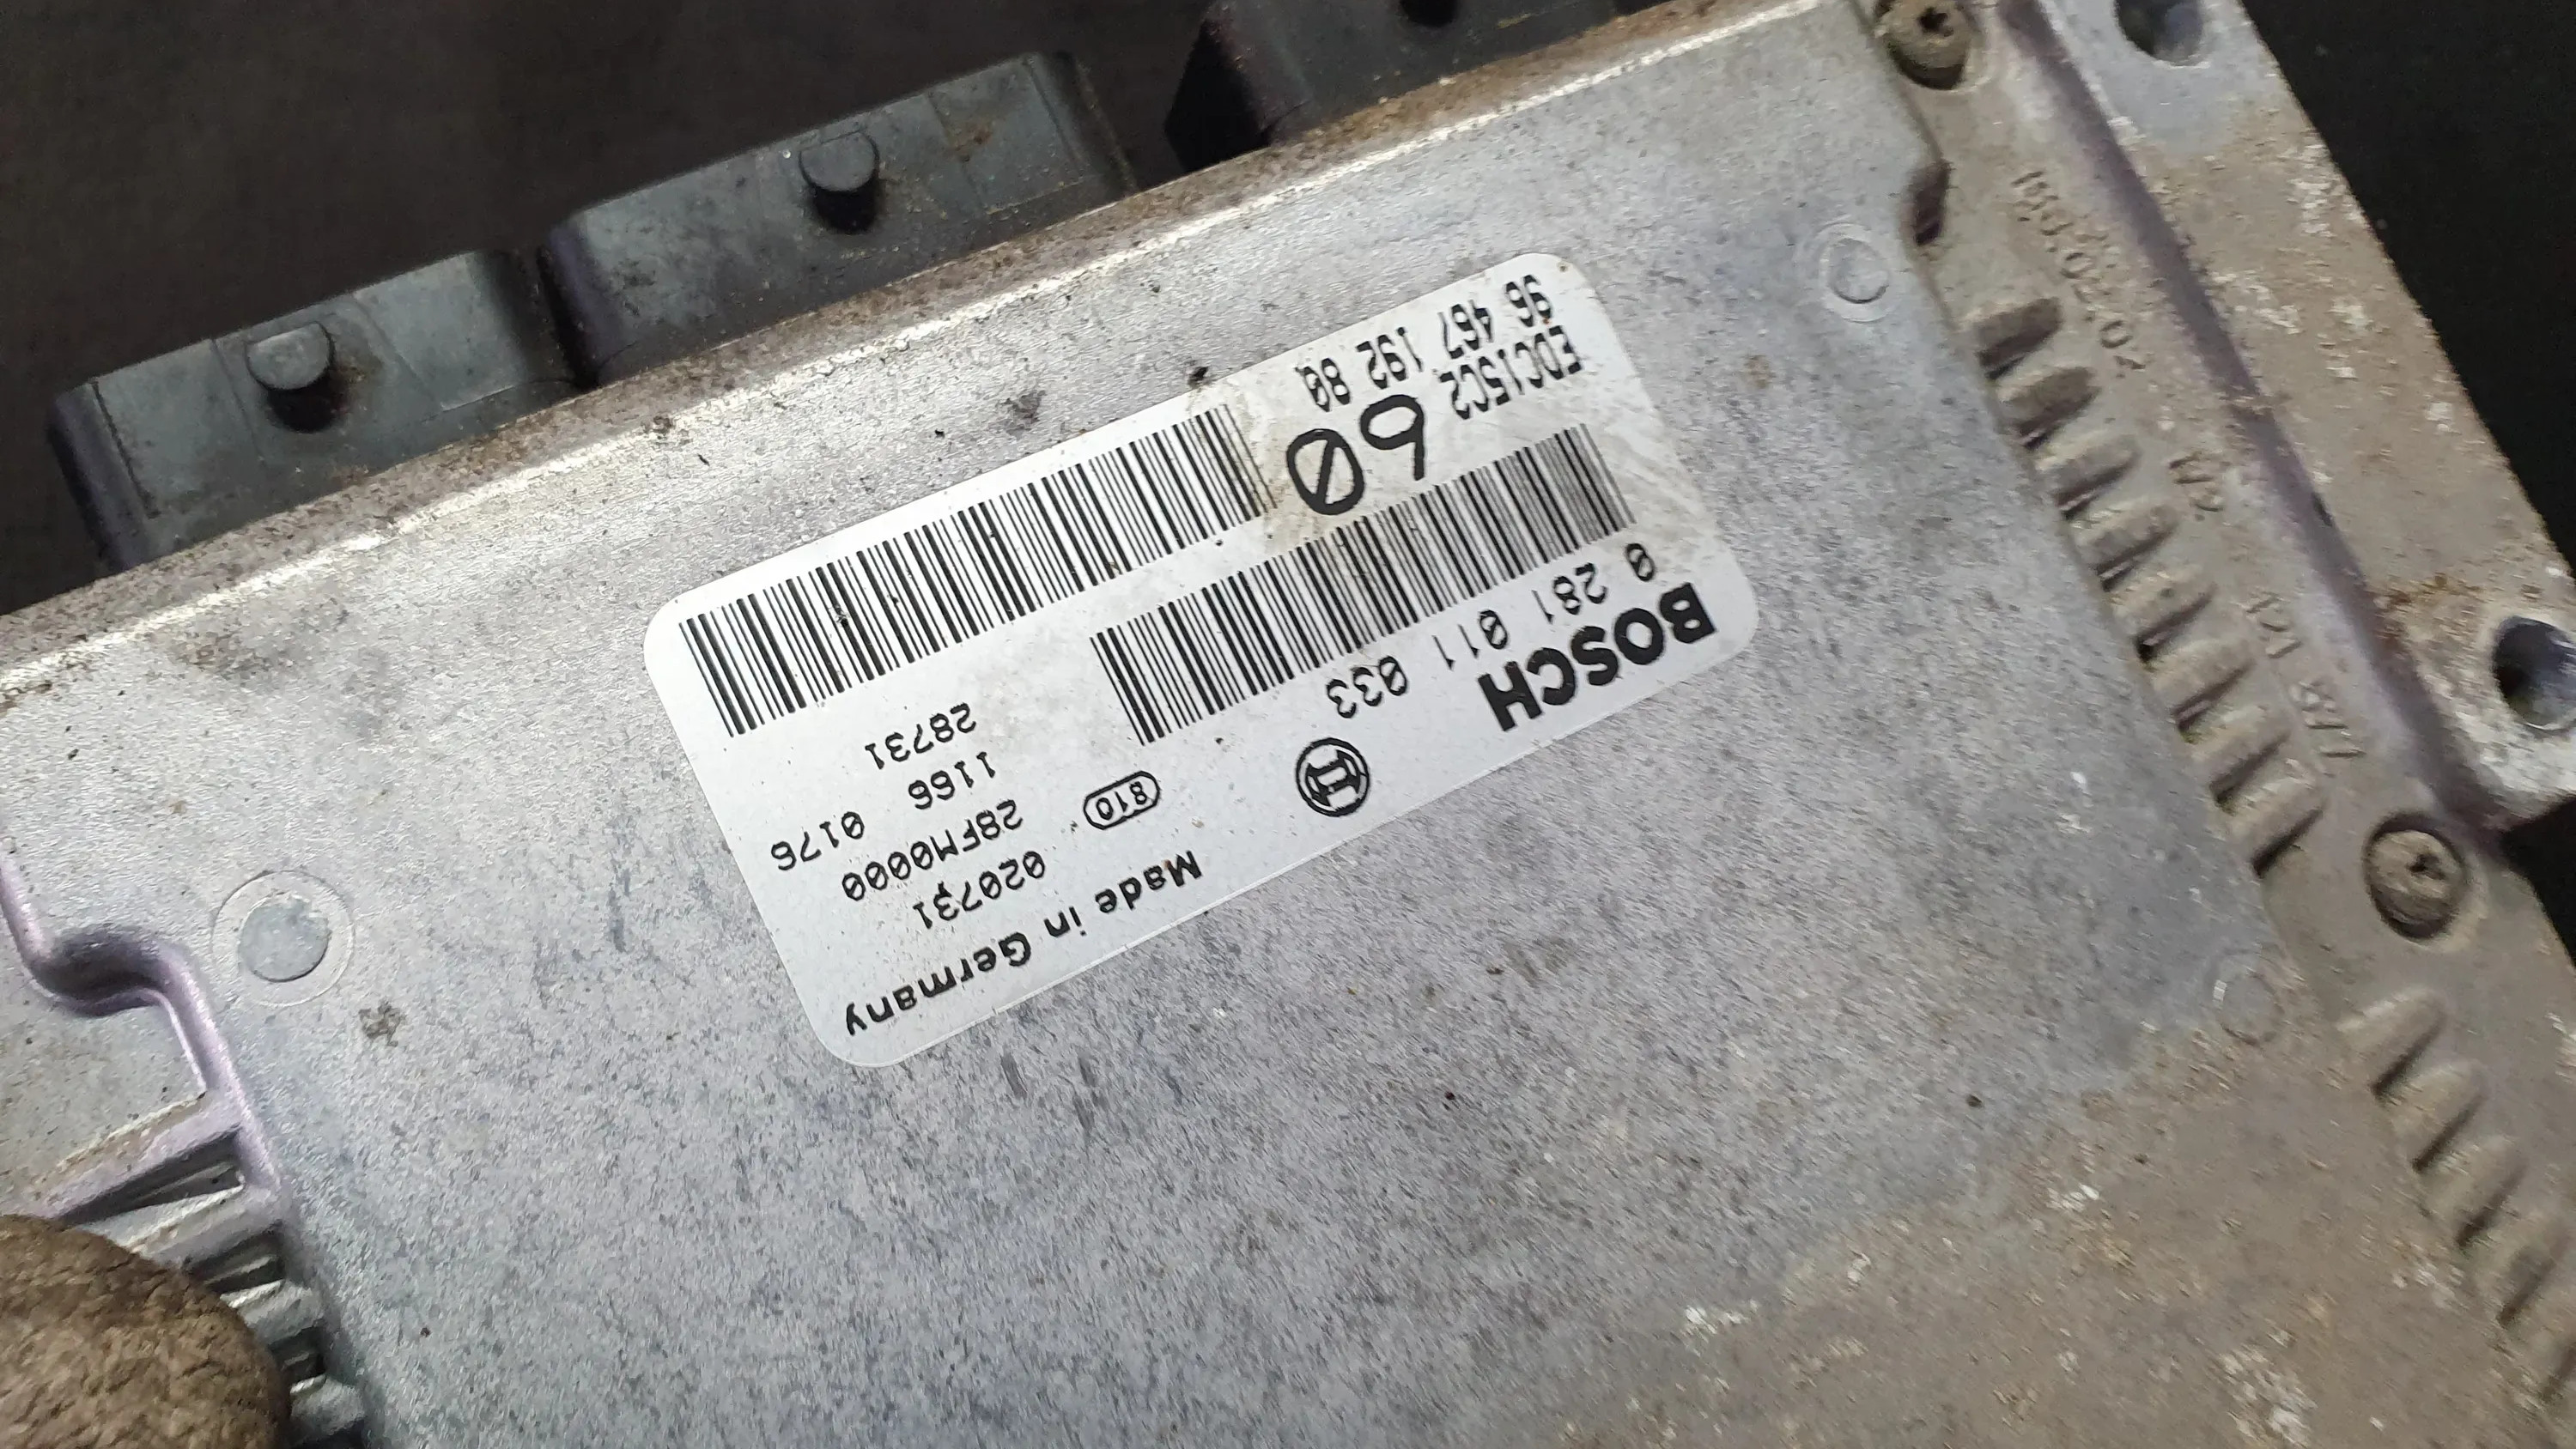 BOSCH
0 281 011 033
EDC15C2 60
96 467 192 80
Made in Germany
810
020731
28FM0000
1166 0176
28731